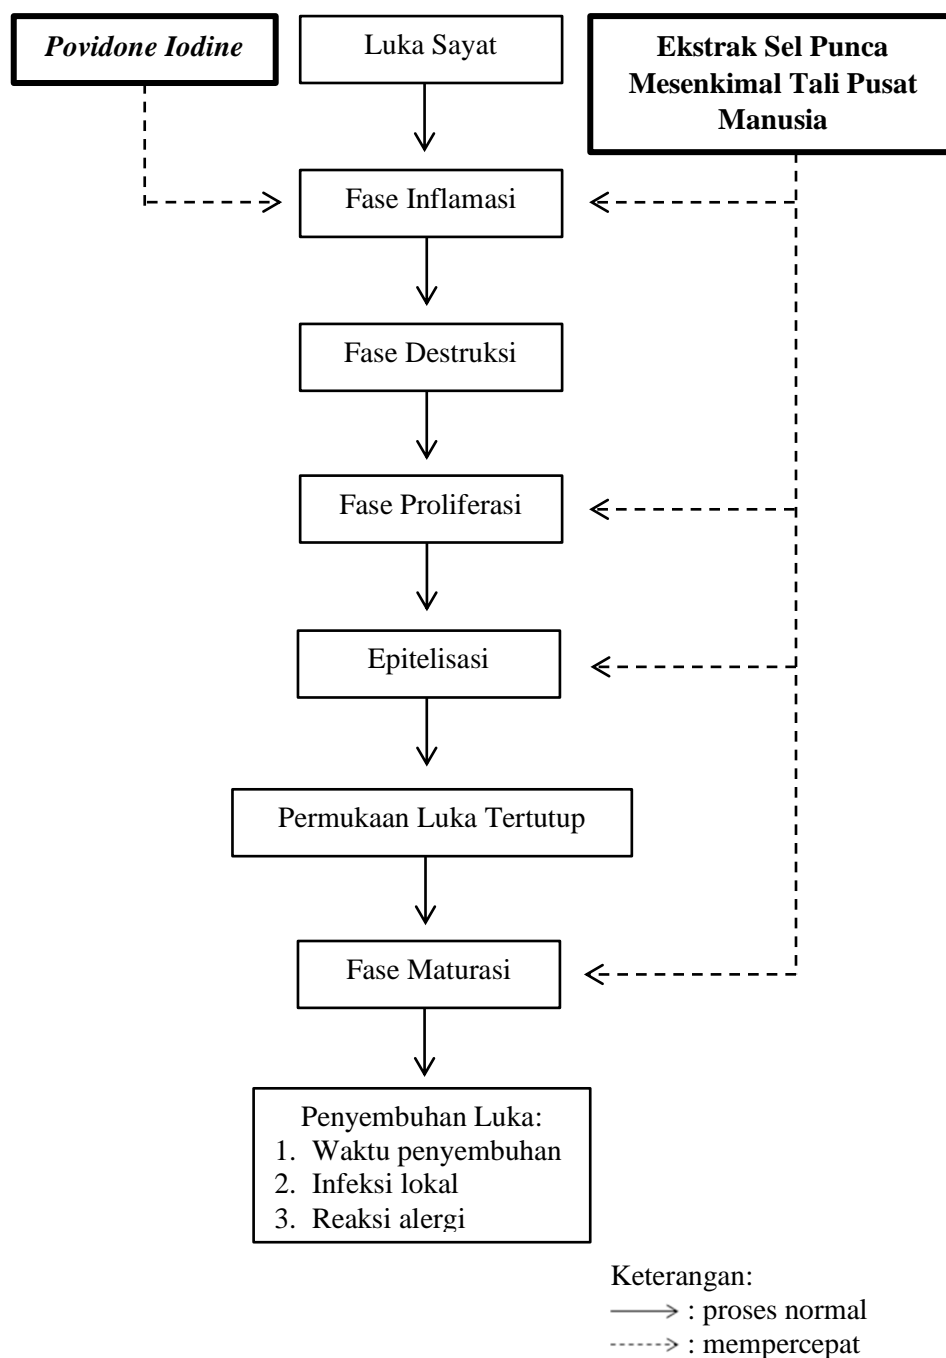 Povidone Iodine
Luka Sayat
Ekstrak Sel Punca
Mesenkimal Tali Pusat
Manusia
Fase Inflamasi
Fase Destruksi
Fase Proliferasi
Epitelisasi
Permukaan Luka Tertutup
Fase Maturasi
Penyembuhan Luka:
1. Waktu penyembuhan
2. Infeksi lokal
3. Reaksi alergi
Keterangan:
: proses normal
: mempercepat